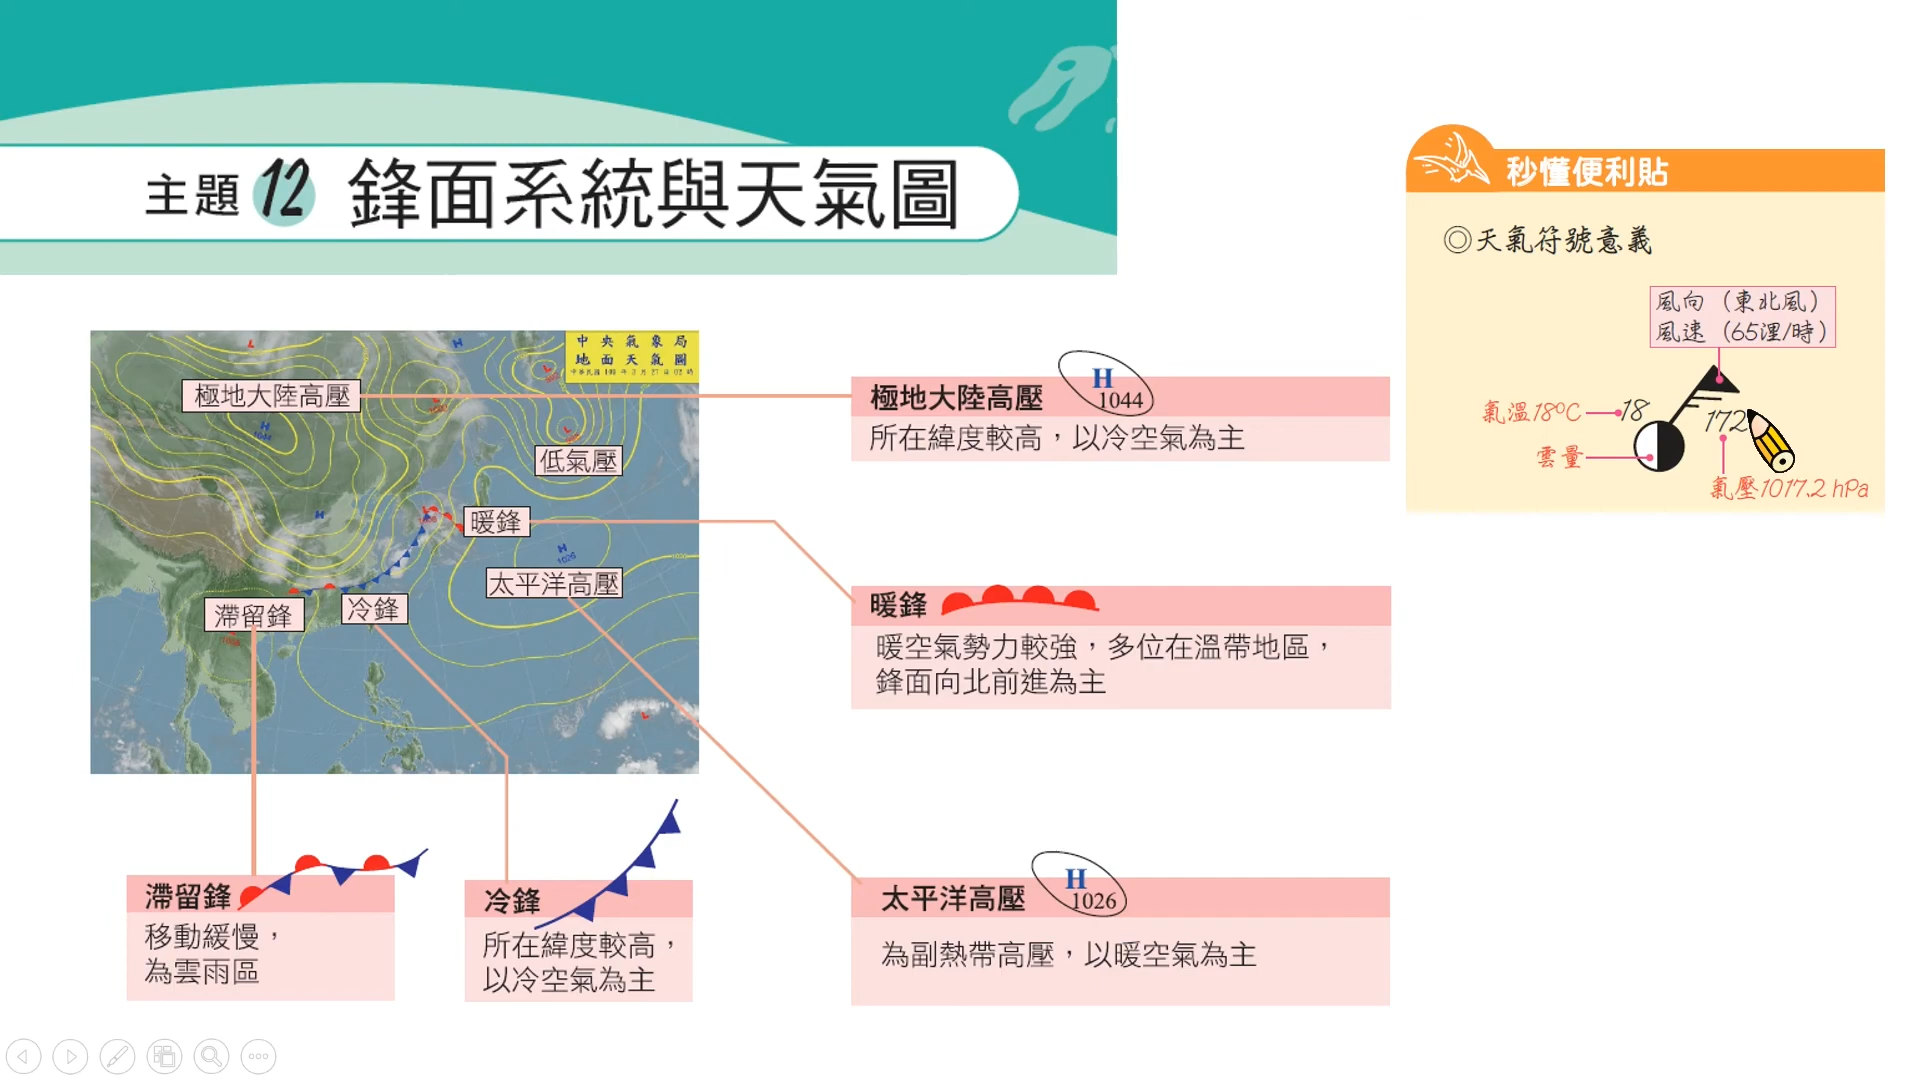 主題 12 鋒面系統與天氣圖
秒懂便利貼
◎天氣符號意義
風向（東北風）
風速（65浬/時）
氣溫18°C
18
172
雲量
氣壓1017.2 hPa
中央氣象局
地面天氣圖
極地大陸高壓
低氣壓
暖鋒
太平洋高壓
滯留鋒
冷鋒
H
1026
極地大陸高壓
H
1044
所在緯度較高，以冷空氣為主
暖鋒
暖空氣勢力較強，多位在溫帶地區，
鋒面向北前進為主
滯留鋒
移動緩慢，
為雲雨區
冷鋒
所在緯度較高，
以冷空氣為主
太平洋高壓
H
1026
為副熱帶高壓，以暖空氣為主